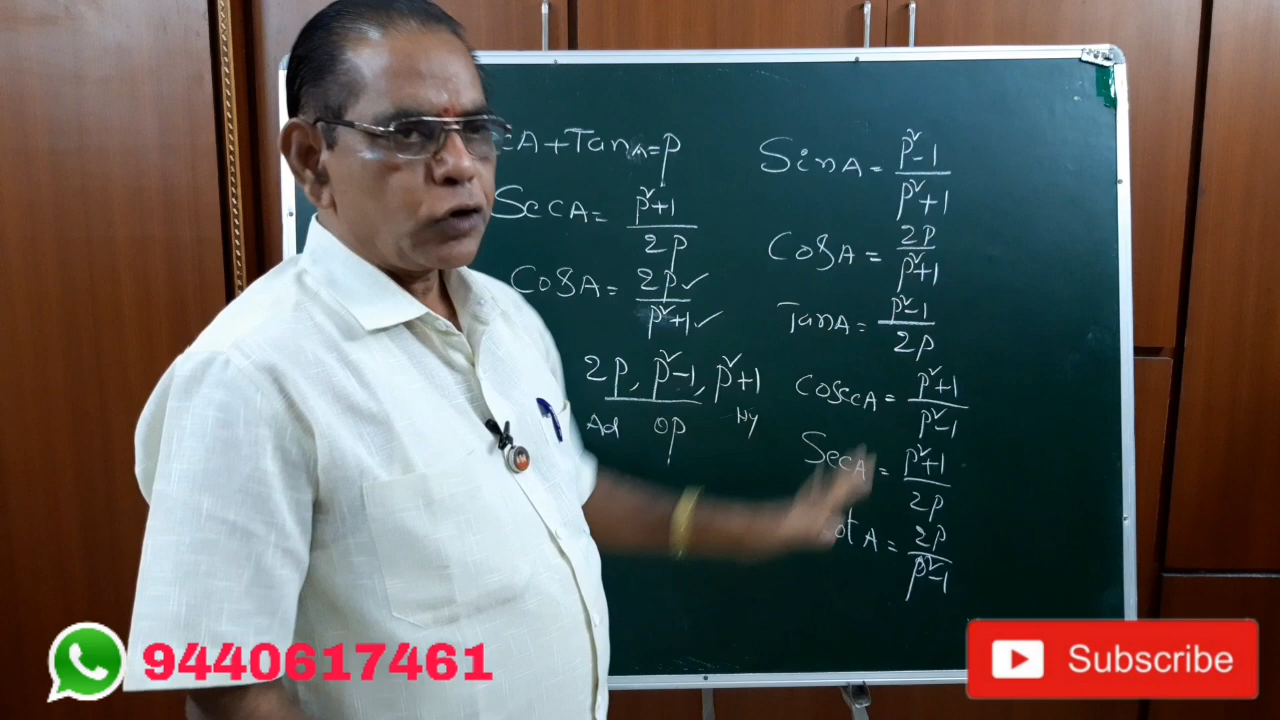 cA+TanA=p
SecA= p²+1/2p
CosA= 2p/p²+1
2p, p²-1, p²+1
Ad op Hy
SinA= p²-1/p²+1
CosA= 2p/p²+1
TanA= p²-1/2p
CosecA= p²+1/p²-1
SecA= p²+1/2p
ot A= 2p/p²-1
9440617461
Subscribe